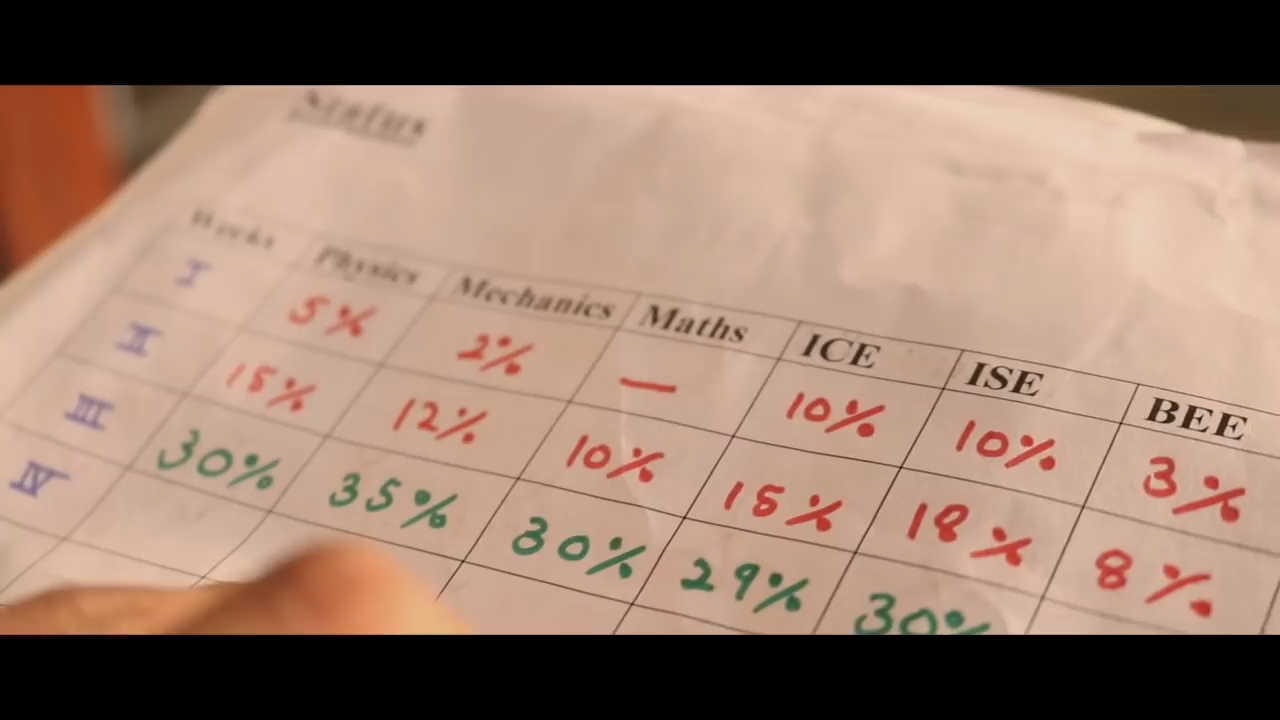 Status
Weeks Physics Mechanics Maths ICE ISE BEE
I 5% 2% — 10% 10% 3%
II 15% 12% 10% 15% 18% 8%
III 30% 35% 30% 29% 30%
IV